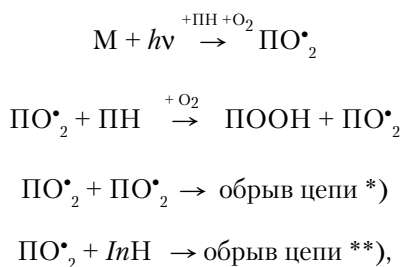 М + hν +ПН +O2 → ПО•2
ПО•2 + ПН + O2 → ПООН + ПО•2
ПО•2 + ПО•2 → обрыв цепи *)
ПО•2 + InH → обрыв цепи **),